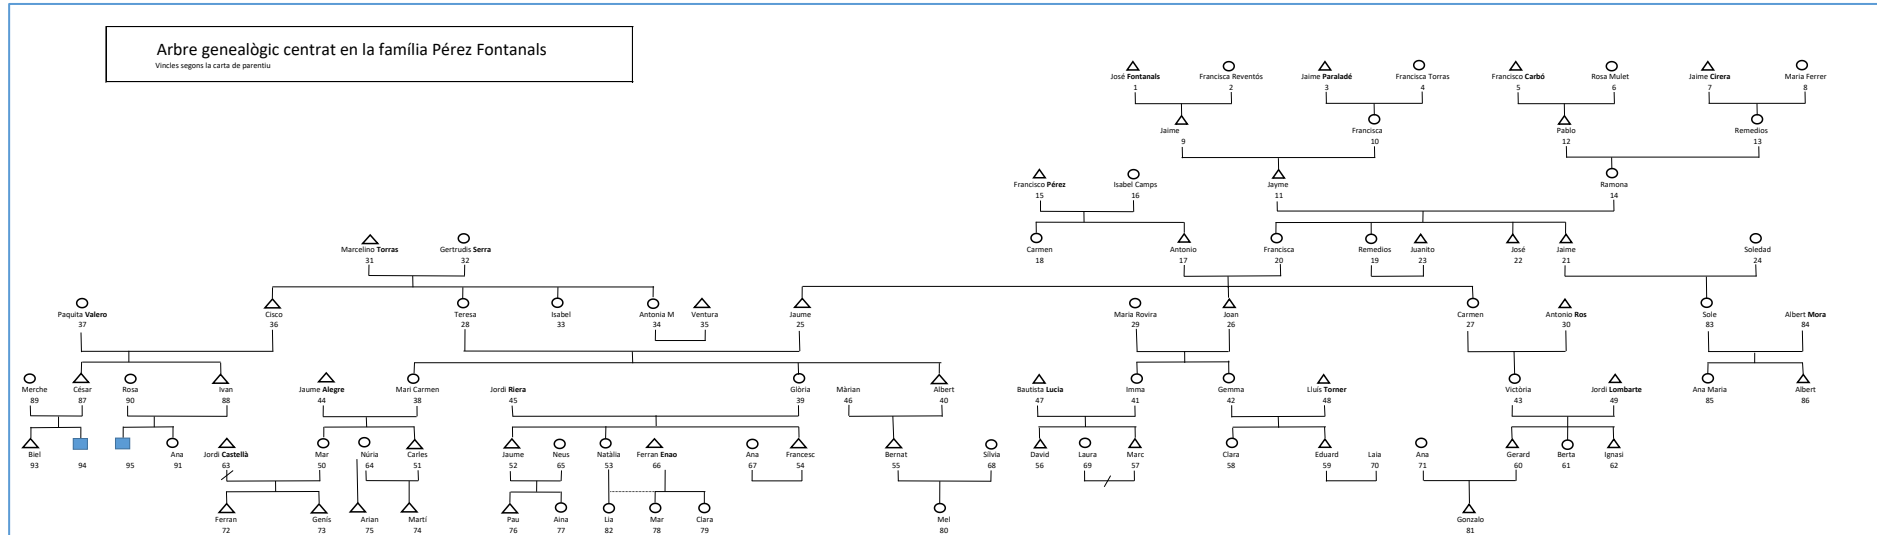 Arbre genealògic centrat en la família Pérez Fontanals
Vincles segons la carta de parentiu
José Fontanals Francisca Reventós Jaime Paraladé Francisca Torras Francisco Carbó Rosa Mulet Jaime Cirera Maria Ferrer
1 2 3 4 5 6 7 8
Jaime Francisca Pablo Remedios
9 10 12 13
Francisco Pérez Isabel Camps Jayme Ramona
15 16 11 14
Marcelino Torras Gertrudis Serra Carmen Antonio Francisca Remedios Juanito José Jaime Soledad
31 32 18 17 20 19 23 22 21 24
Paquita Valero Cisco Teresa Isabel Antonia M Ventura Jaume Maria Rovira Joan Carmen Antonio Ros Sole Albert Mora
37 36 28 33 34 35 25 29 26 27 30 83 84
Merche César Rosa Ivan Jaume Alegre Mari Carmen Jordi Riera Glòria Màrian Albert Bautista Lucia Imma Gemma Lluís Torner Victòria Jordi Lombarte Ana Maria Albert
89 87 90 88 44 38 45 39 46 40 47 41 42 48 43 49 85 86
Biel Ana Jordi Castellà Mar Núria Carles Jaume Neus Natàlia Ferran Enao Ana Francesc Bernat Sílvia David Laura Marc Clara Eduard Laia Ana Gerard Berta Ignasi
93 94 95 91 63 50 64 51 52 65 53 66 67 54 55 68 56 69 57 58 59 70 71 60 61 62
Ferran Genís Arian Martí Pau Aina Lia Mar Clara Mel Gonzalo
72 73 75 74 76 77 82 78 79 80 81